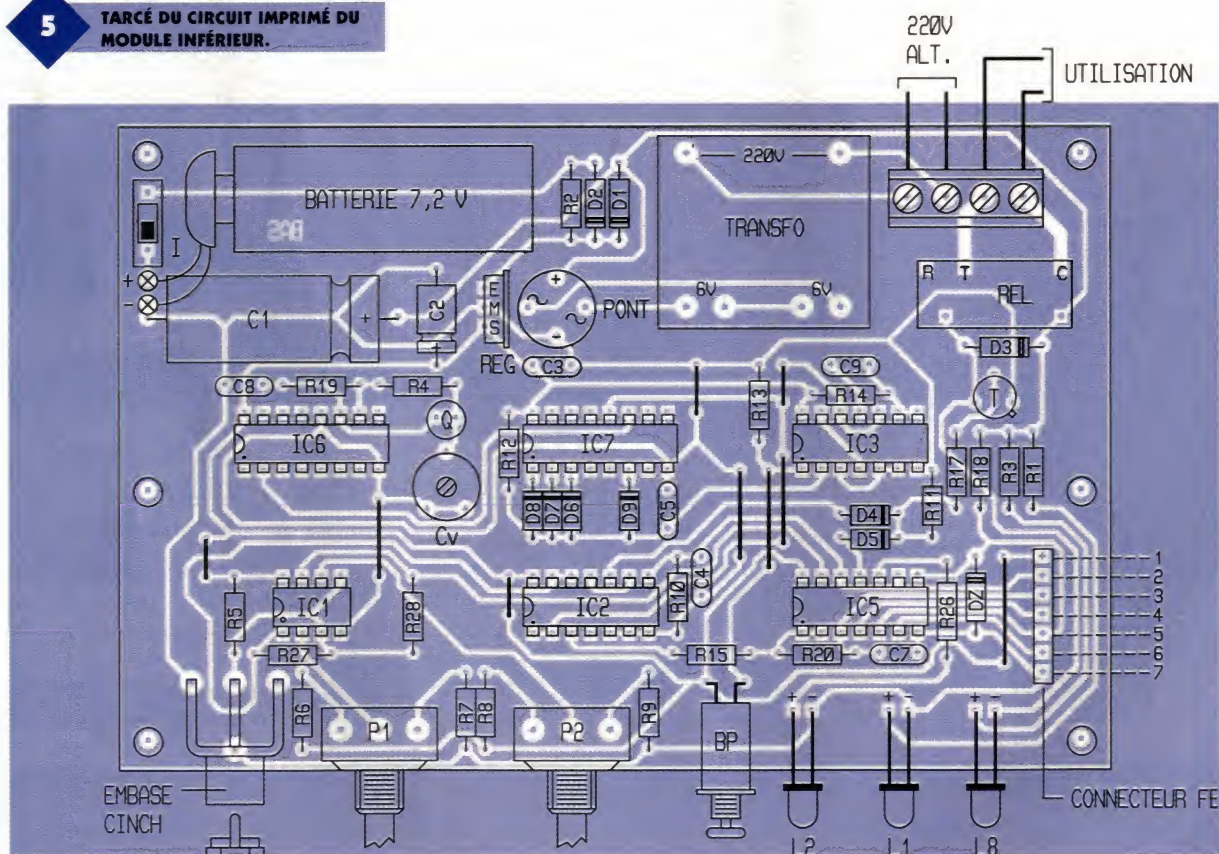 5
TARCÉ DU CIRCUIT IMPRIMÉ DU
MODULE INFÉRIEUR.
220V
ALT.
UTILISATION
BATTERIE 7,2 V
R2
D2
D1
220V
TRANSFO
6V
6V
I
+
-
C1
+
C2
+
E
M
S
REG
+
-
PONT
C3
R
T
C
REL
D3
T
C8
R19
R4
Q
IC6
R12
IC7
R13
C9
R14
IC3
R11
R17
R18
R3
R1
Cv
D8
D7
D6
D9
C5
D4
D5
R5
IC1
R28
IC2
R10
C4
IC5
R26
DZ
1
2
3
4
5
6
7
R27
R15
R20
C7
R6
P1
R7
R8
P2
R9
BP
+
-
+
-
+
-
EMBASE
CINCH
L2
L1
L8
CONNECTEUR FE